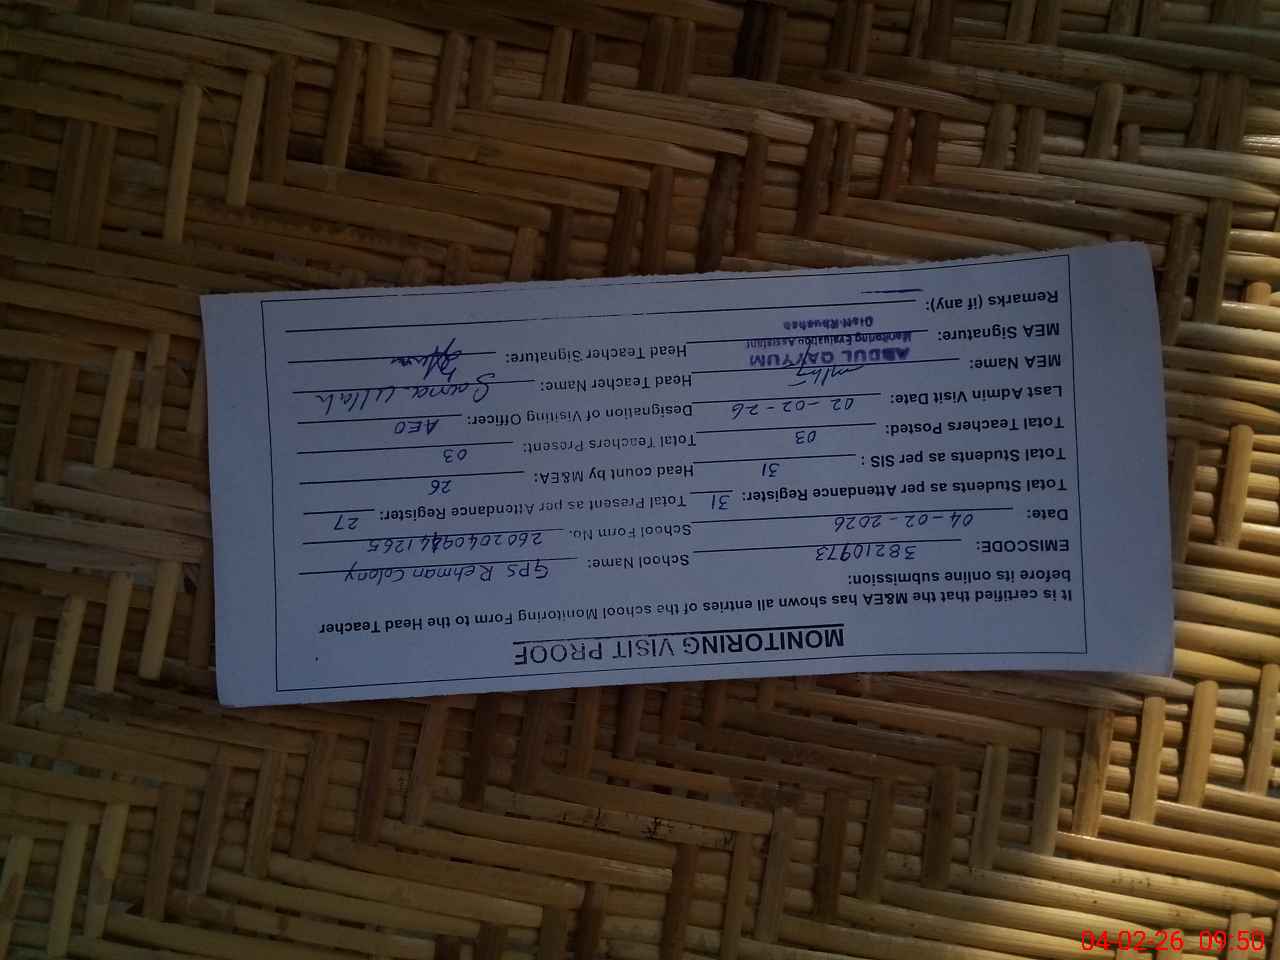 MONITORING VISIT PROOF
It is certified that the M&EA has shown all entries of the school Monitoring Form to the Head Teacher
before its online submission:
EMISCODE: 38210973 School Name: GPS Rehman Colony
Date: 04-02-2026 School Form No.
Total Students as per Attendance Register: 31 Total Present as per Attendance Register: 27
Total Students as per SIS : 31 Head count by M&EA: 26
Total Teachers Posted: 03 Total Teachers Present: 03
Last Admin Visit Date: 02-02-26 Designation of Visiting Officer: AEO
MEA Name: ABDUL QAYYUM Head Teacher Name: Ullah
Monitoring Evaluation Assistant
MEA Signature: Head Teacher Signature:
Distt: Khushab
Remarks (if any):
04-02-26 09:50